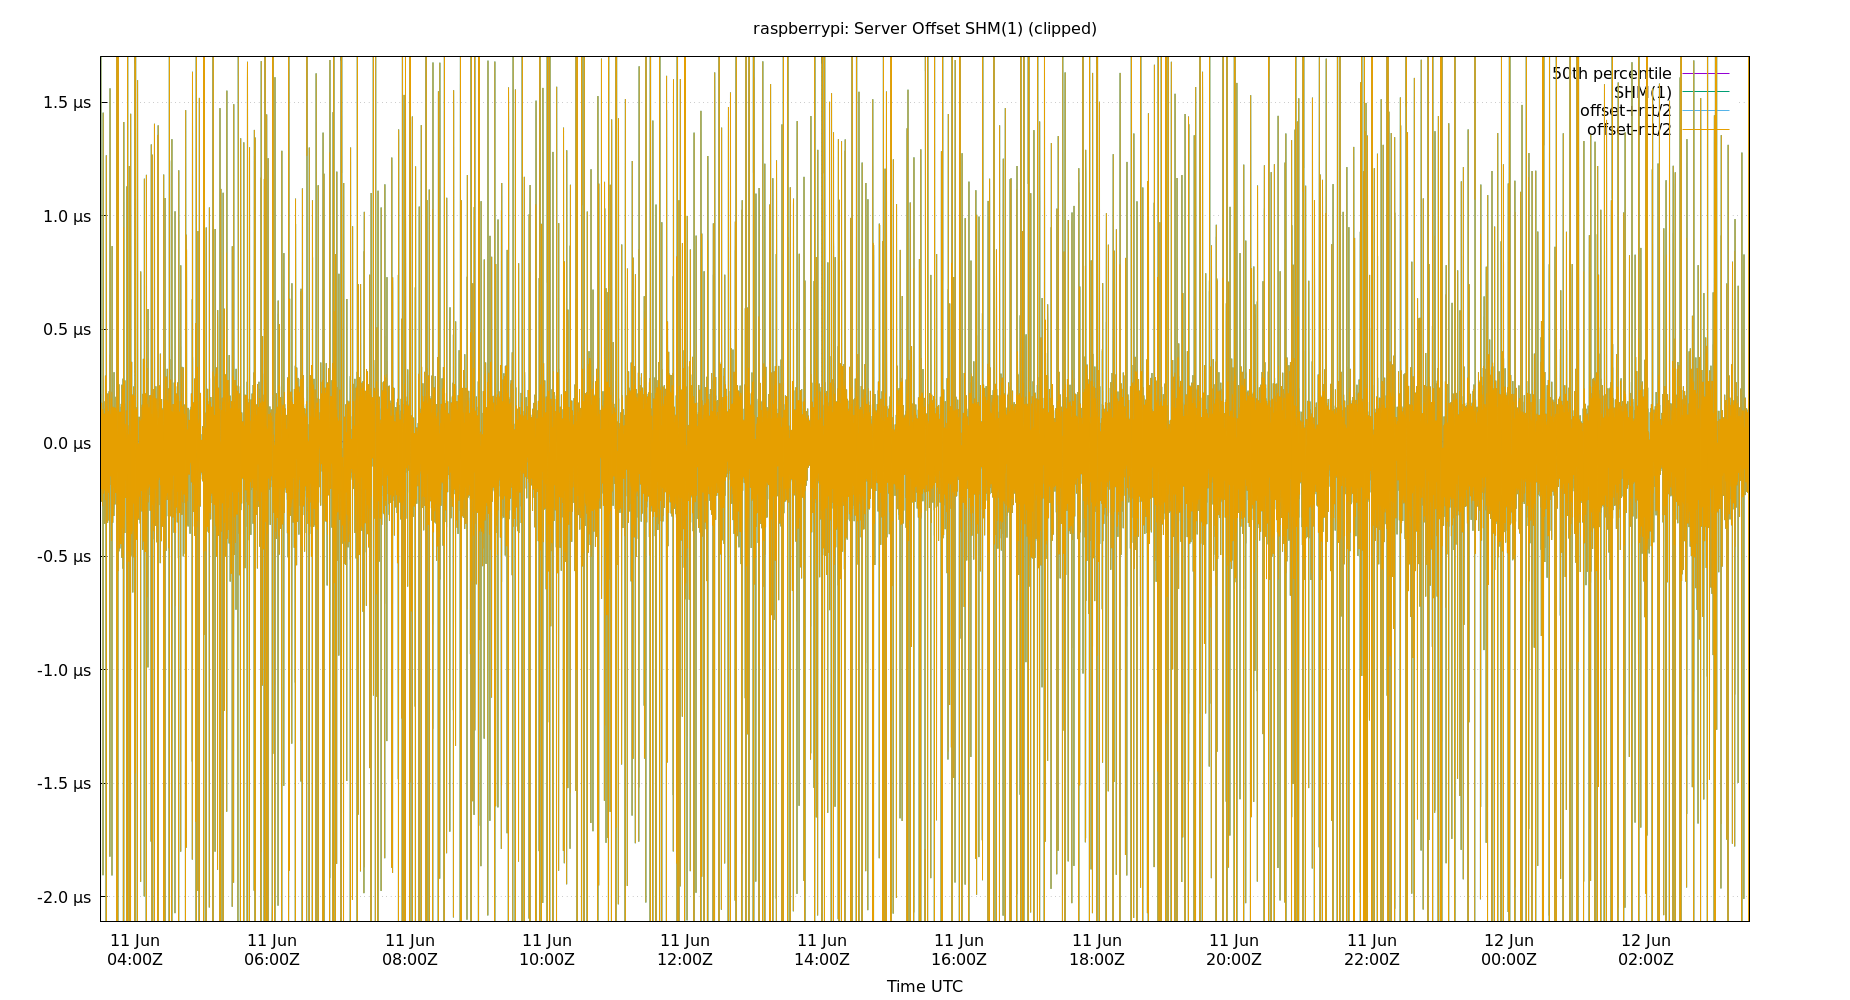 raspberrypi: Server Offset SHM(1) (clipped)
50th percentile
SHM(1)
offset+rtt/2
offset-rtt/2
1.5 µs
1.0 µs
0.5 µs
0.0 µs
-0.5 µs
-1.0 µs
-1.5 µs
-2.0 µs
11 Jun 11 Jun 11 Jun 11 Jun 11 Jun 11 Jun 11 Jun 11 Jun 11 Jun 11 Jun 12 Jun 12 Jun
04:00Z 06:00Z 08:00Z 10:00Z 12:00Z 14:00Z 16:00Z 18:00Z 20:00Z 22:00Z 00:00Z 02:00Z
Time UTC